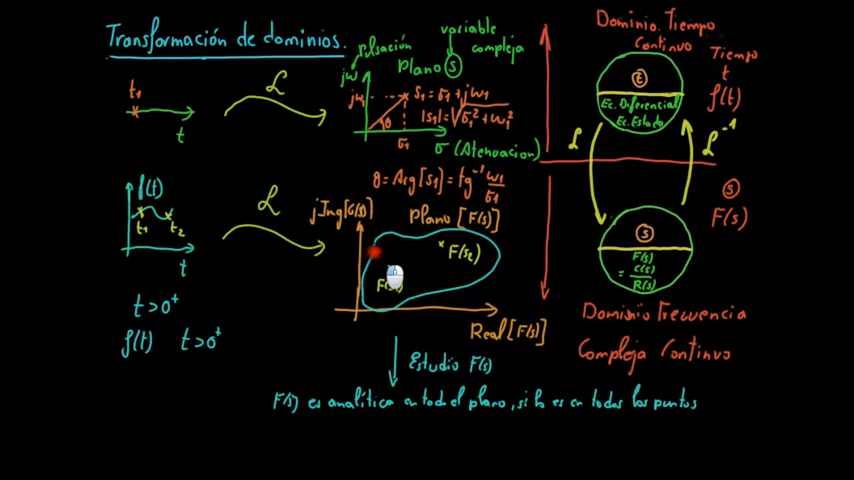 Transformación de dominios.
t1
t
ℒ
pulsación
variable
compleja
jω
Plano (s)
jω1
S1 = σ1 + jω1
|S1| = √σ1² + ω1²
θ
σ1
σ (Atenuacion)
θ = Arg[S1] = tg⁻¹ ω1/σ1
f(t)
t1
t2
t
ℒ
t>0⁺
f(t) t>0⁺
jImg[G(s)]
plano [F(s)]
F(s2)
Real [F(s)]
Estudio F(s)
F(s) es analítica en todo el plano, si lo es en todos los puntos
Dominio Tiempo
Continuo
t
Ec. Diferencial
Ec. Estado
Tiempo
t
f(t)
ℒ
ℒ⁻¹
s
F(s)
s
F(s)
= C(s)/R(s)
Dominio Frecuencia
Compleja Continuo